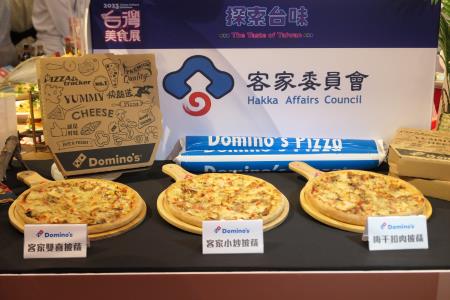 2023
台灣
美食展
探索台味
The Taste of Taiwan
客家委員會
Hakka Affairs Council
PIZZA
tracker
YUMMY
CHEESE
Domino's
Domino's Pizza
Domino's
客家雙喜披薩
Domino's
客家小炒披薩
Domino's
梅干扣肉披薩